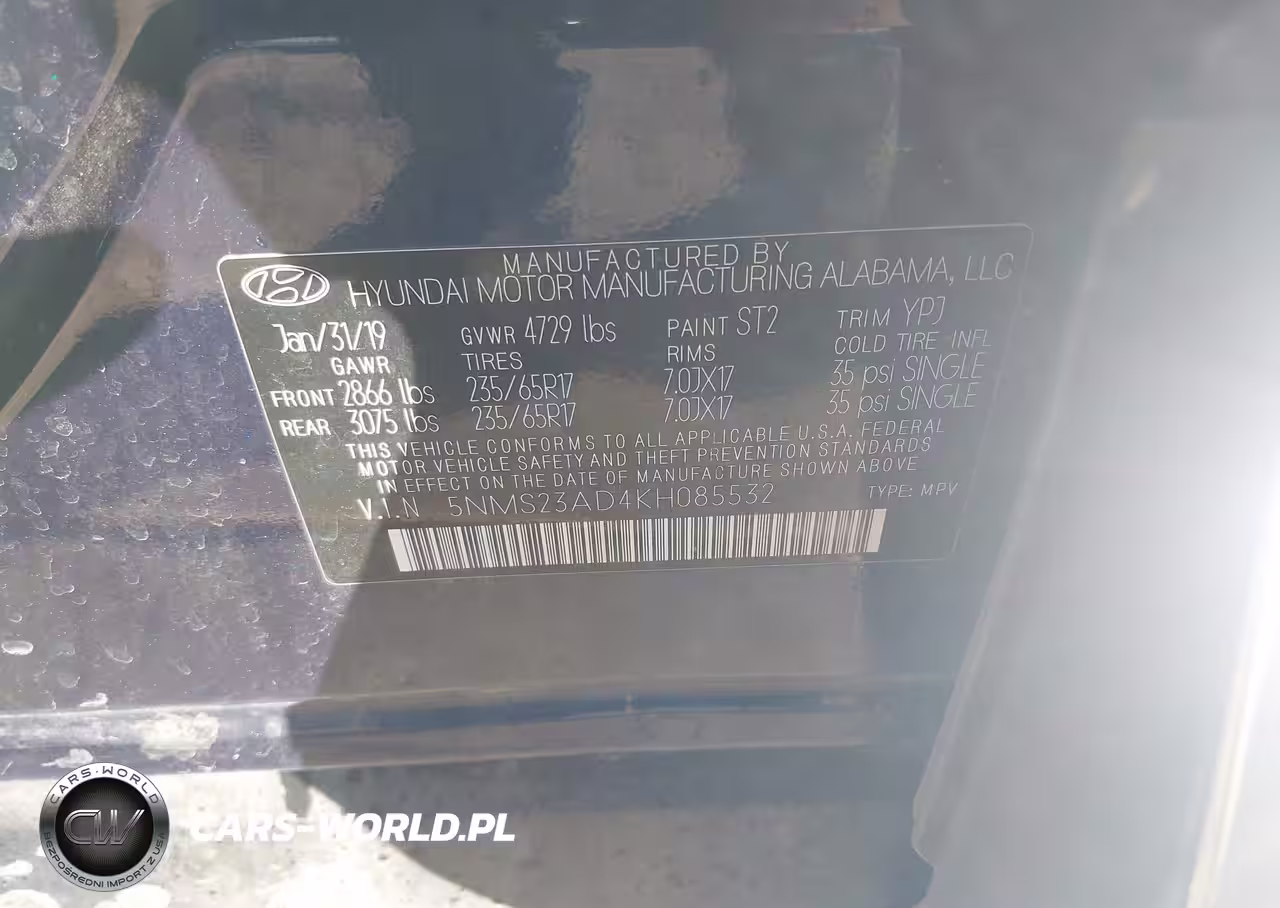 MANUFACTURED BY
HYUNDAI MOTOR MANUFACTURING ALABAMA, LLC
Jan/31/19 GVWR 4729 lbs PAINT ST2 TRIM YPJ
GAWR TIRES RIMS COLD TIRE INFL
FRONT 2866 lbs 235/65R17 7.0JX17 35 psi SINGLE
REAR 3075 lbs 235/65R17 7.0JX17 35 psi SINGLE
THIS VEHICLE CONFORMS TO ALL APPLICABLE U.S.A. FEDERAL
MOTOR VEHICLE SAFETY AND THEFT PREVENTION STANDARDS
IN EFFECT ON THE DATE OF MANUFACTURE SHOWN ABOVE
V.I.N 5NMS23AD4KH085532 TYPE: MPV
CARS-WORLD
CW
BEZPOŚREDNI IMPORT Z USA
CARS-WORLD.PL